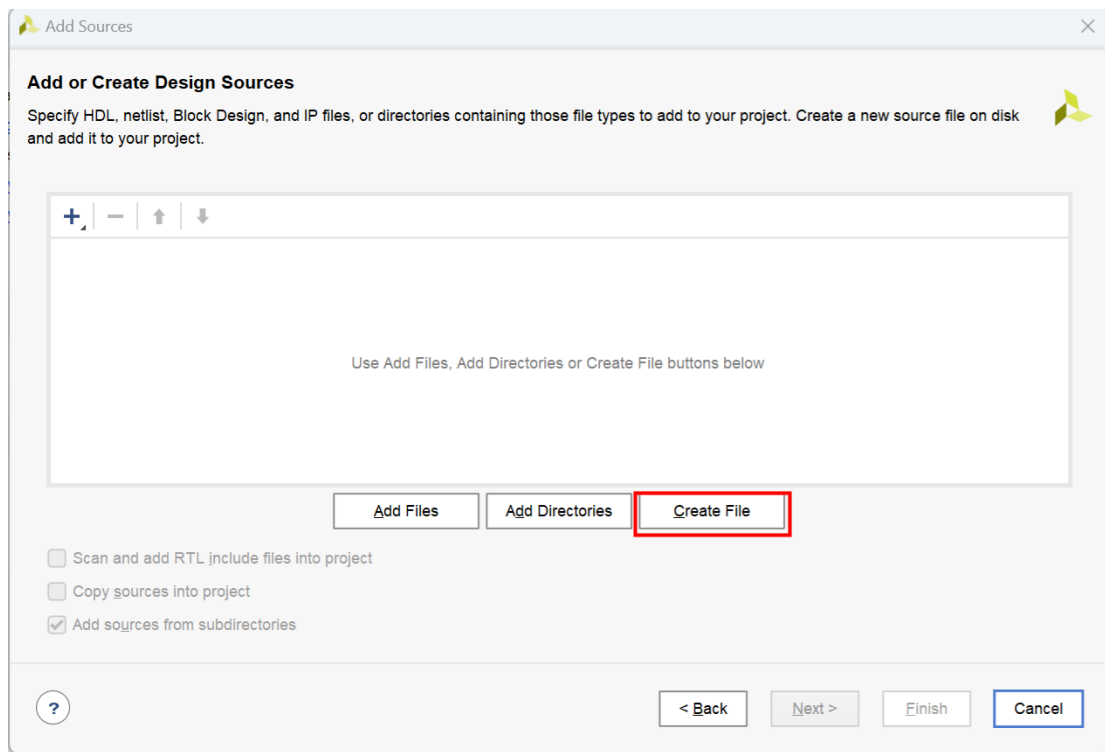 Add Sources
Add or Create Design Sources
Specify HDL, netlist, Block Design, and IP files, or directories containing those file types to add to your project. Create a new source file on disk
and add it to your project.
Use Add Files, Add Directories or Create File buttons below
Add Files
Add Directories
Create File
Scan and add RTL include files into project
Copy sources into project
Add sources from subdirectories
?
< Back
Next >
Finish
Cancel